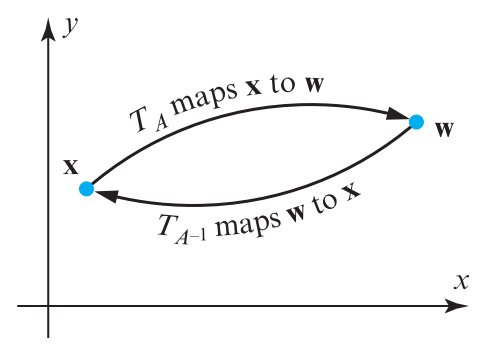 y
T_A maps x to w
w
x
T_{A–1} maps w to x
x